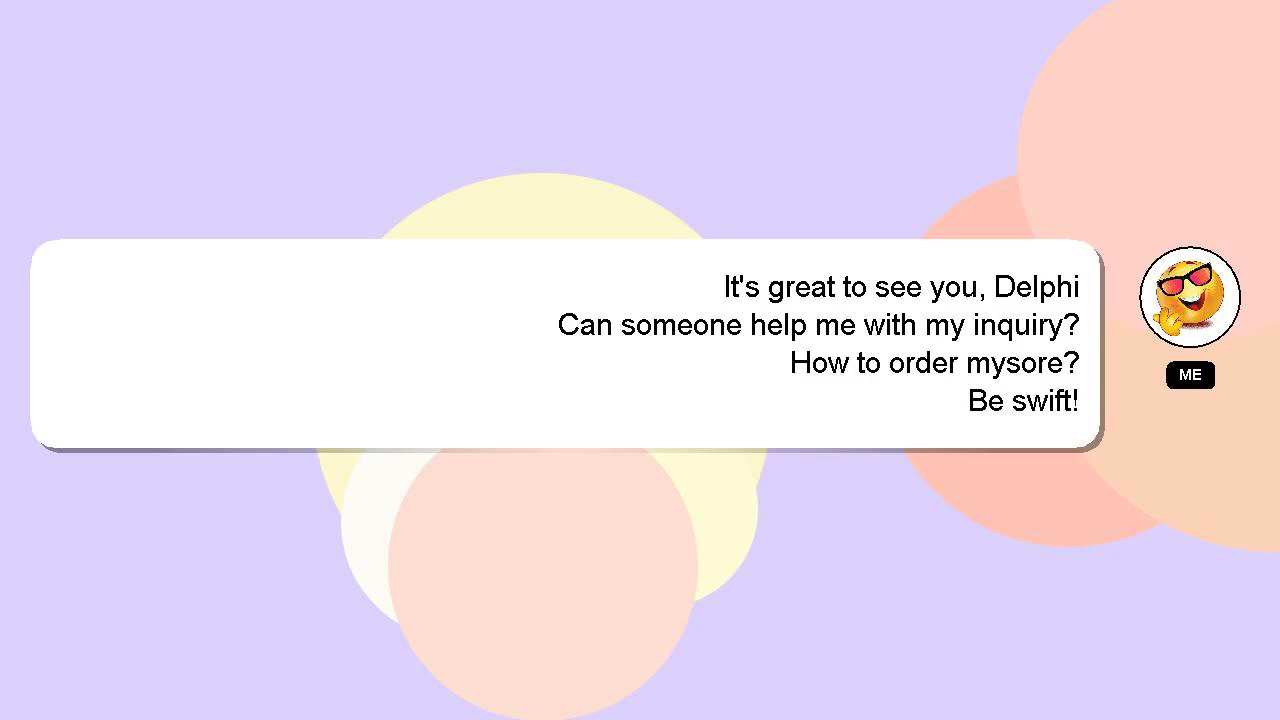 It's great to see you, Delphi
Can someone help me with my inquiry?
How to order mysore?
Be swift!
ME